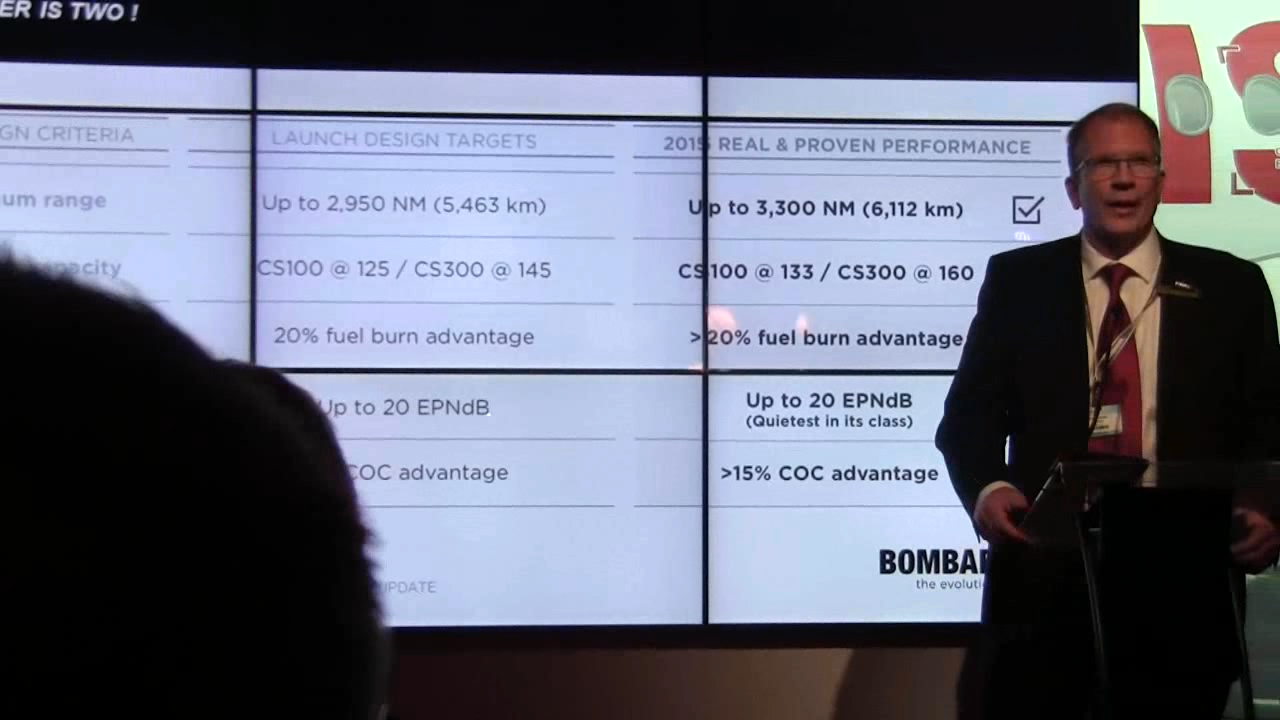 ER IS TWO !
GN CRITERIA LAUNCH DESIGN TARGETS 2015 REAL & PROVEN PERFORMANCE
um range Up to 2,950 NM (5,463 km) Up to 3,300 NM (6,112 km)
pacity CS100 @ 125 / CS300 @ 145 CS100 @ 133 / CS300 @ 160
20% fuel burn advantage >20% fuel burn advantage
Up to 20 EPNdB Up to 20 EPNdB
(Quietest in its class)
COC advantage >15% COC advantage
BOMBAR
UPDATE the evoluti
IS